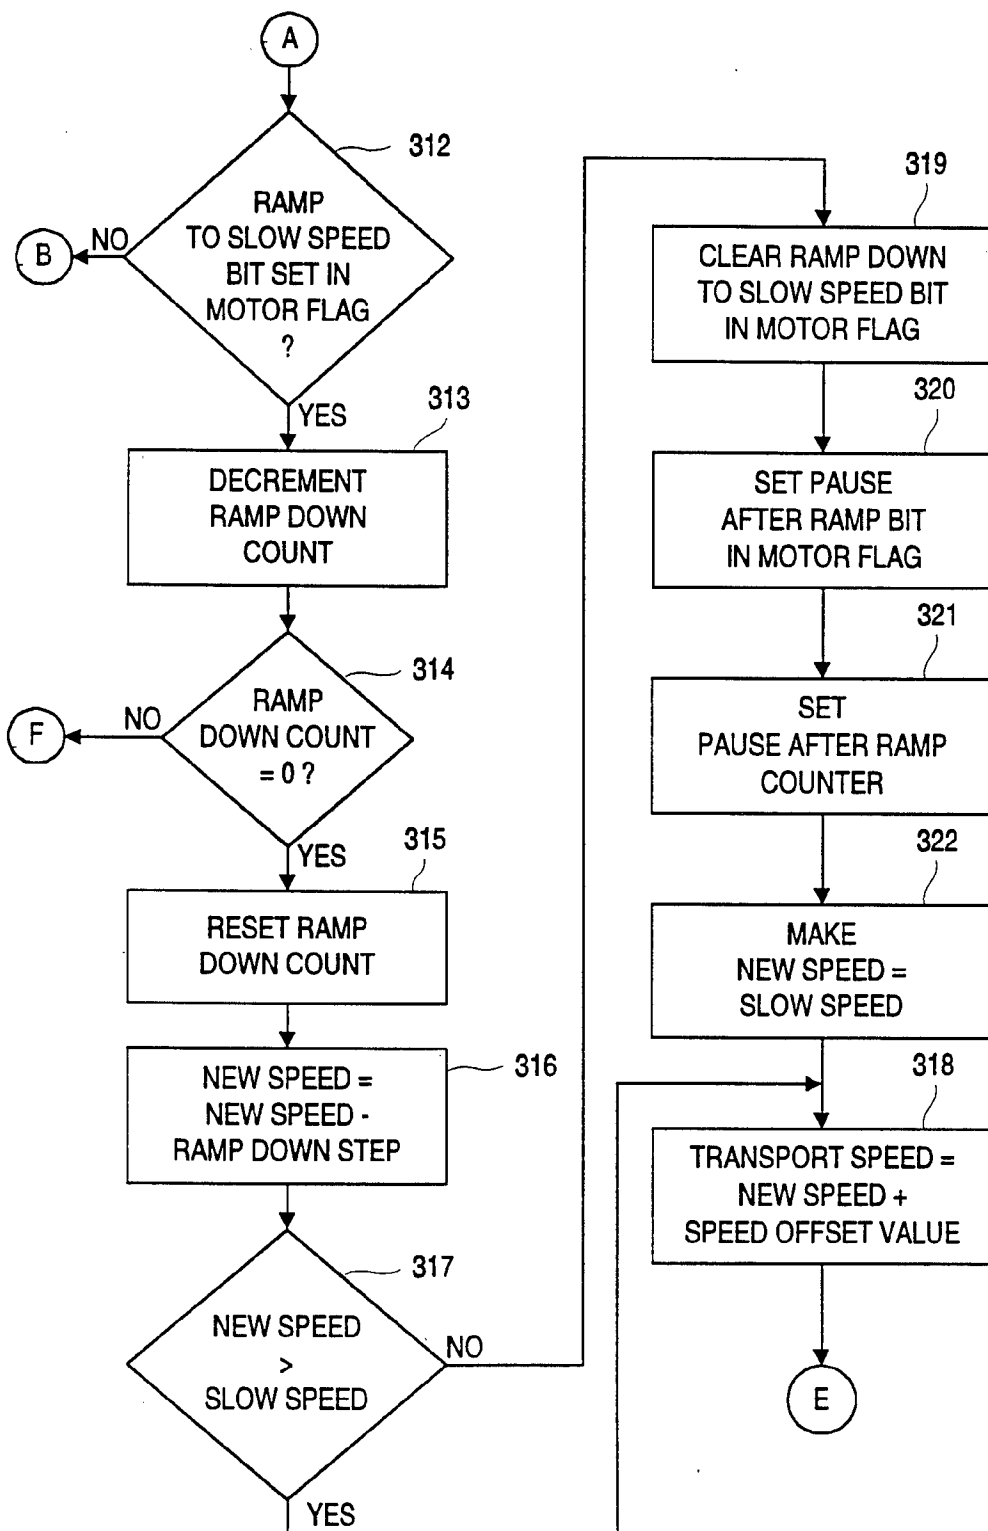 A
312
RAMP
TO SLOW SPEED
BIT SET IN
MOTOR FLAG
?
NO
B
YES
313
DECREMENT
RAMP DOWN
COUNT
314
RAMP
DOWN COUNT
= 0 ?
NO
F
YES
315
RESET RAMP
DOWN COUNT
316
NEW SPEED =
NEW SPEED -
RAMP DOWN STEP
317
NEW SPEED
>
SLOW SPEED
NO
YES
319
CLEAR RAMP DOWN
TO SLOW SPEED BIT
IN MOTOR FLAG
320
SET PAUSE
AFTER RAMP BIT
IN MOTOR FLAG
321
SET
PAUSE AFTER RAMP
COUNTER
322
MAKE
NEW SPEED =
SLOW SPEED
318
TRANSPORT SPEED =
NEW SPEED +
SPEED OFFSET VALUE
E